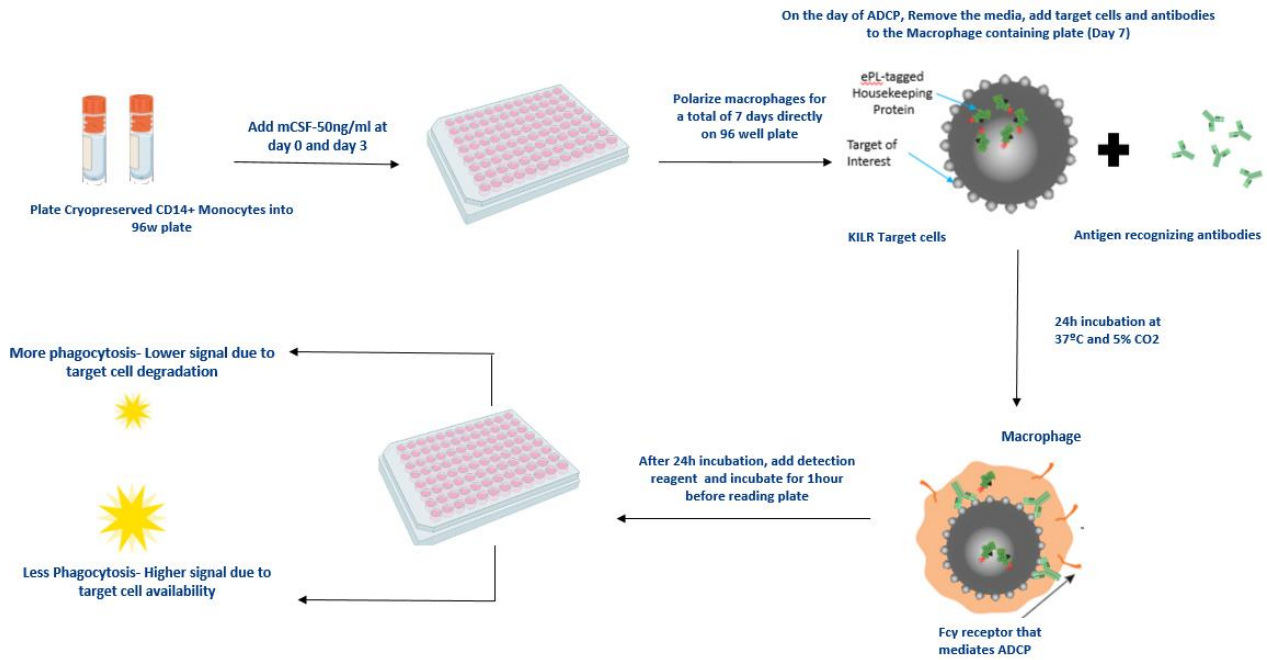 On the day of ADCP, Remove the media, add target cells and antibodies
to the Macrophage containing plate (Day 7)
Add mCSF-50ng/ml at
day 0 and day 3
Plate Cryopreserved CD14+ Monocytes into
96w plate
Polarize macrophages for
a total of 7 days directly
on 96 well plate
ePL-tagged
Housekeeping
Protein
Target of
Interest
KILR Target cells
Antigen recognizing antibodies
24h incubation at
37ºC and 5% CO2
Macrophage
Fcy receptor that
mediates ADCP
After 24h incubation, add detection
reagent and incubate for 1hour
before reading plate
More phagocytosis- Lower signal due to
target cell degradation
Less Phagocytosis- Higher signal due to
target cell availability